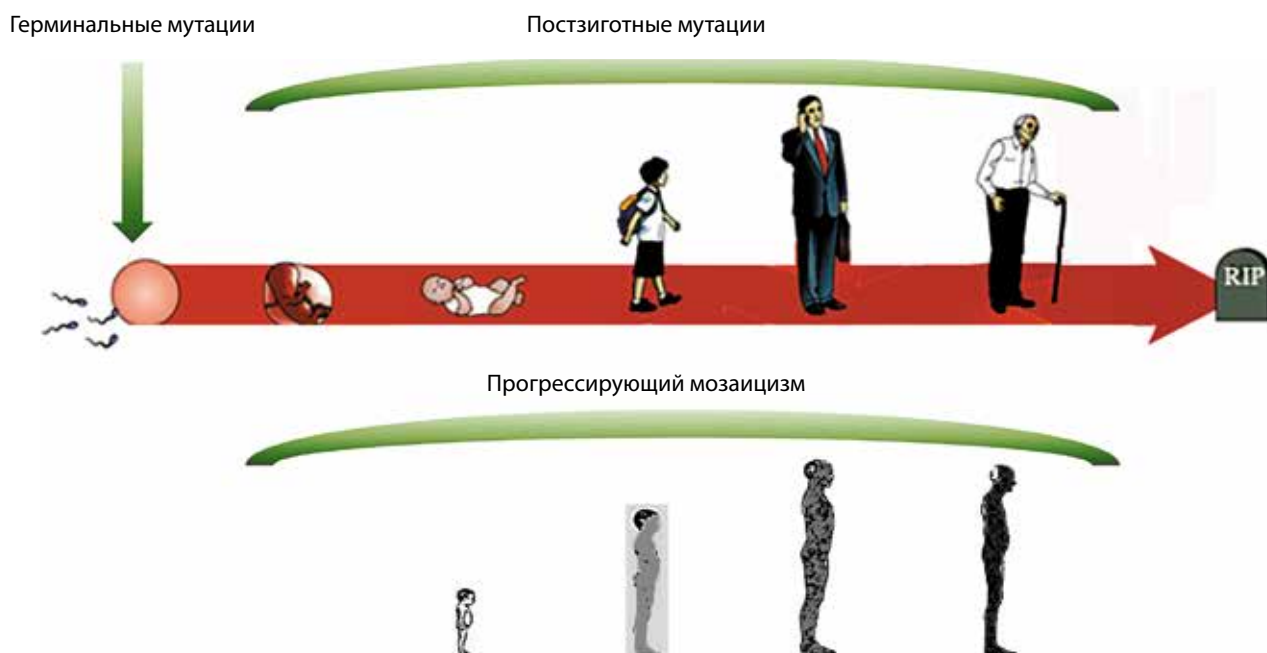 Герминальные мутации
Постзиготные мутации
RIP
Прогрессирующий мозаицизм